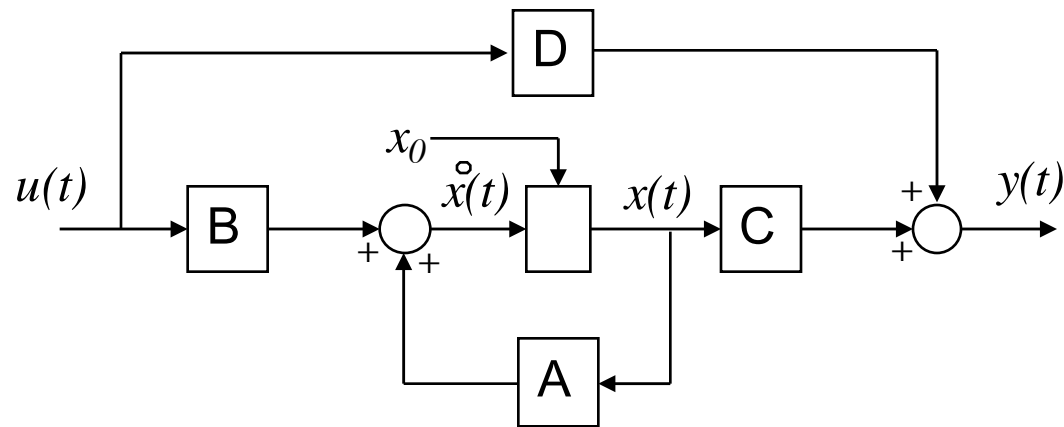 D
x₀
u(t)
B
+
+
x̊(t)
x(t)
C
+
+
y(t)
A